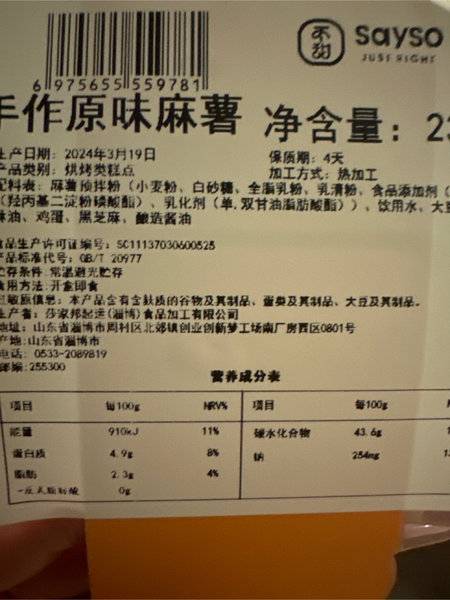 不甜
sayso
JUST RIGHT
6 975655 559781
手作原味麻薯 净含量：23
生产日期：2024年3月19日 保质期：4天
产品类别：烘烤类糕点 加工方式：热加工
配料表：麻薯预拌粉（小麦粉、白砂糖、全脂乳粉、乳清粉、食品添加剂（
（羟丙基二淀粉磷酸酯）、乳化剂（单,双甘油脂肪酸酯））、饮用水、大豆
麻油、鸡蛋、黑芝麻、酿造酱油
食品生产许可证编号：SC11137030600525
产品标准代号：GB/T 20977
贮存条件:常温避光贮存
食用方法:开盒即食
过敏原信息：本产品含有含麸质的谷物及其制品、蛋类及其制品、大豆及其制品。
生产者：莎家邦起运(淄博)食品加工有限公司
地址：山东省淄博市周村区北郊镇创业创新梦工场南厂房西区0801号
产地:山东省淄博市
电话: 0533-2089819
邮编:255300
营养成分表
项目 每100g NRV% 项目 每100g
能量 910kJ 11% 碳水化合物 43.6g
蛋白质 4.9g 8% 钠 254mg
脂肪 2.3g 4%
-反式脂肪酸 0g